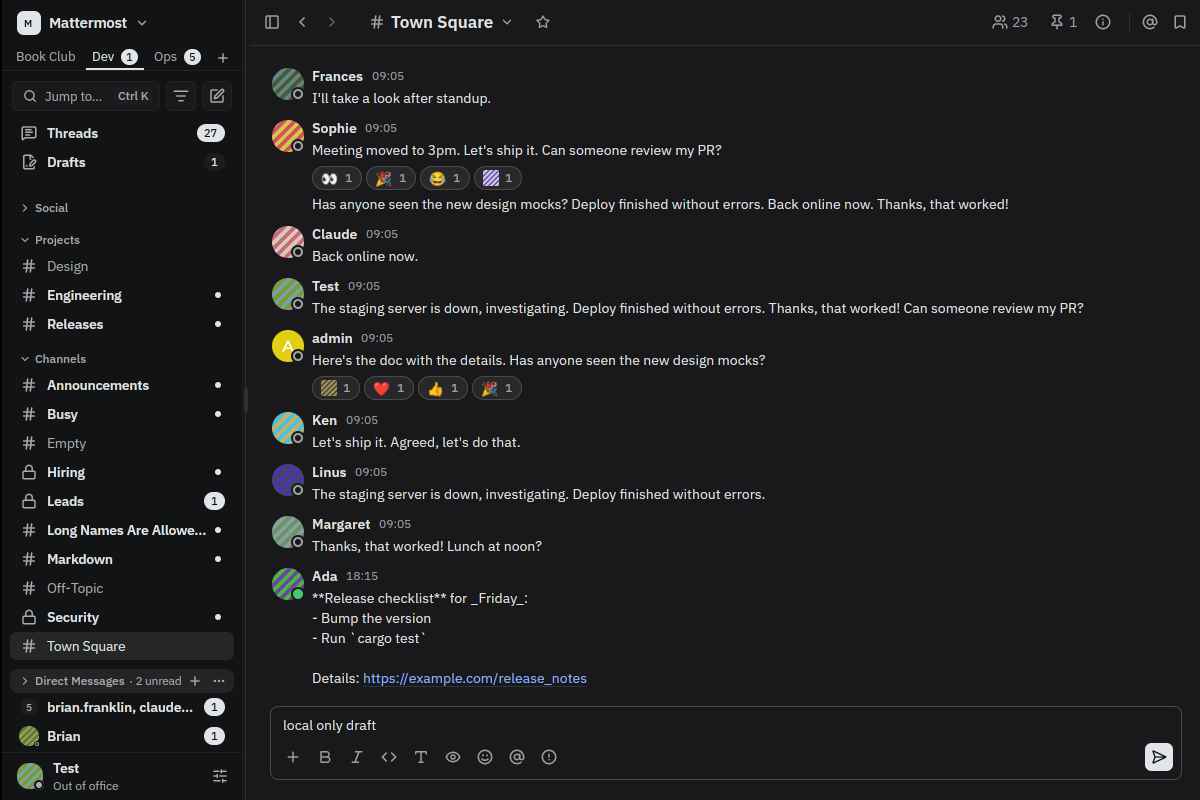 M Mattermost
Book Club Dev 1 Ops 5
Jump to... Ctrl K
Threads 27
Drafts 1
Social
Projects
Design
Engineering
Releases
Channels
Announcements
Busy
Empty
Hiring
Leads 1
Long Names Are Allowe...
Markdown
Off-Topic
Security
Town Square
Direct Messages · 2 unread
5 brian.franklin, claude... 1
Brian 1
Test
Out of office
# Town Square
23 1
Frances 09:05
I'll take a look after standup.
Sophie 09:05
Meeting moved to 3pm. Let's ship it. Can someone review my PR?
👀 1 🎉 1 😂 1 1
Has anyone seen the new design mocks? Deploy finished without errors. Back online now. Thanks, that worked!
Claude 09:05
Back online now.
Test 09:05
The staging server is down, investigating. Deploy finished without errors. Thanks, that worked! Can someone review my PR?
A admin 09:05
Here's the doc with the details. Has anyone seen the new design mocks?
1 ❤️ 1 👍 1 🎉 1
Ken 09:05
Let's ship it. Agreed, let's do that.
Linus 09:05
The staging server is down, investigating. Deploy finished without errors.
Margaret 09:05
Thanks, that worked! Lunch at noon?
Ada 18:15
**Release checklist** for _Friday_:
- Bump the version
- Run `cargo test`
Details: https://example.com/release_notes
local only draft